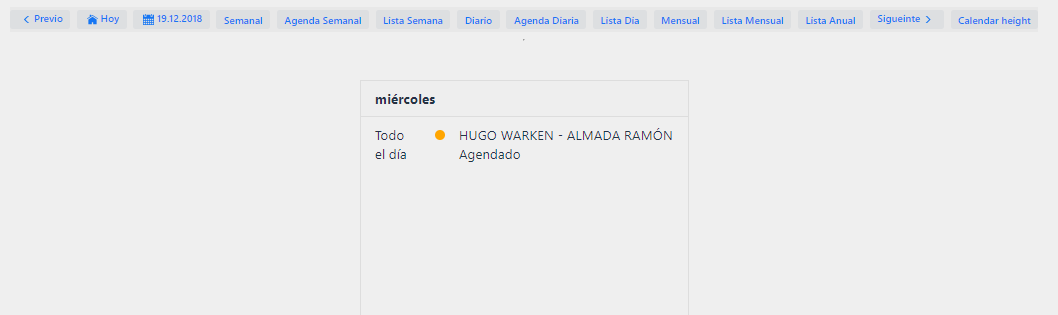 Previo Hoy 19.12.2018 Semanal Agenda Semanal Lista Semana Diario Agenda Diaria Lista Día Mensual Lista Mensual Lista Anual Sigueinte Calendar height
miércoles
Todo HUGO WARKEN - ALMADA RAMÓN
el día Agendado